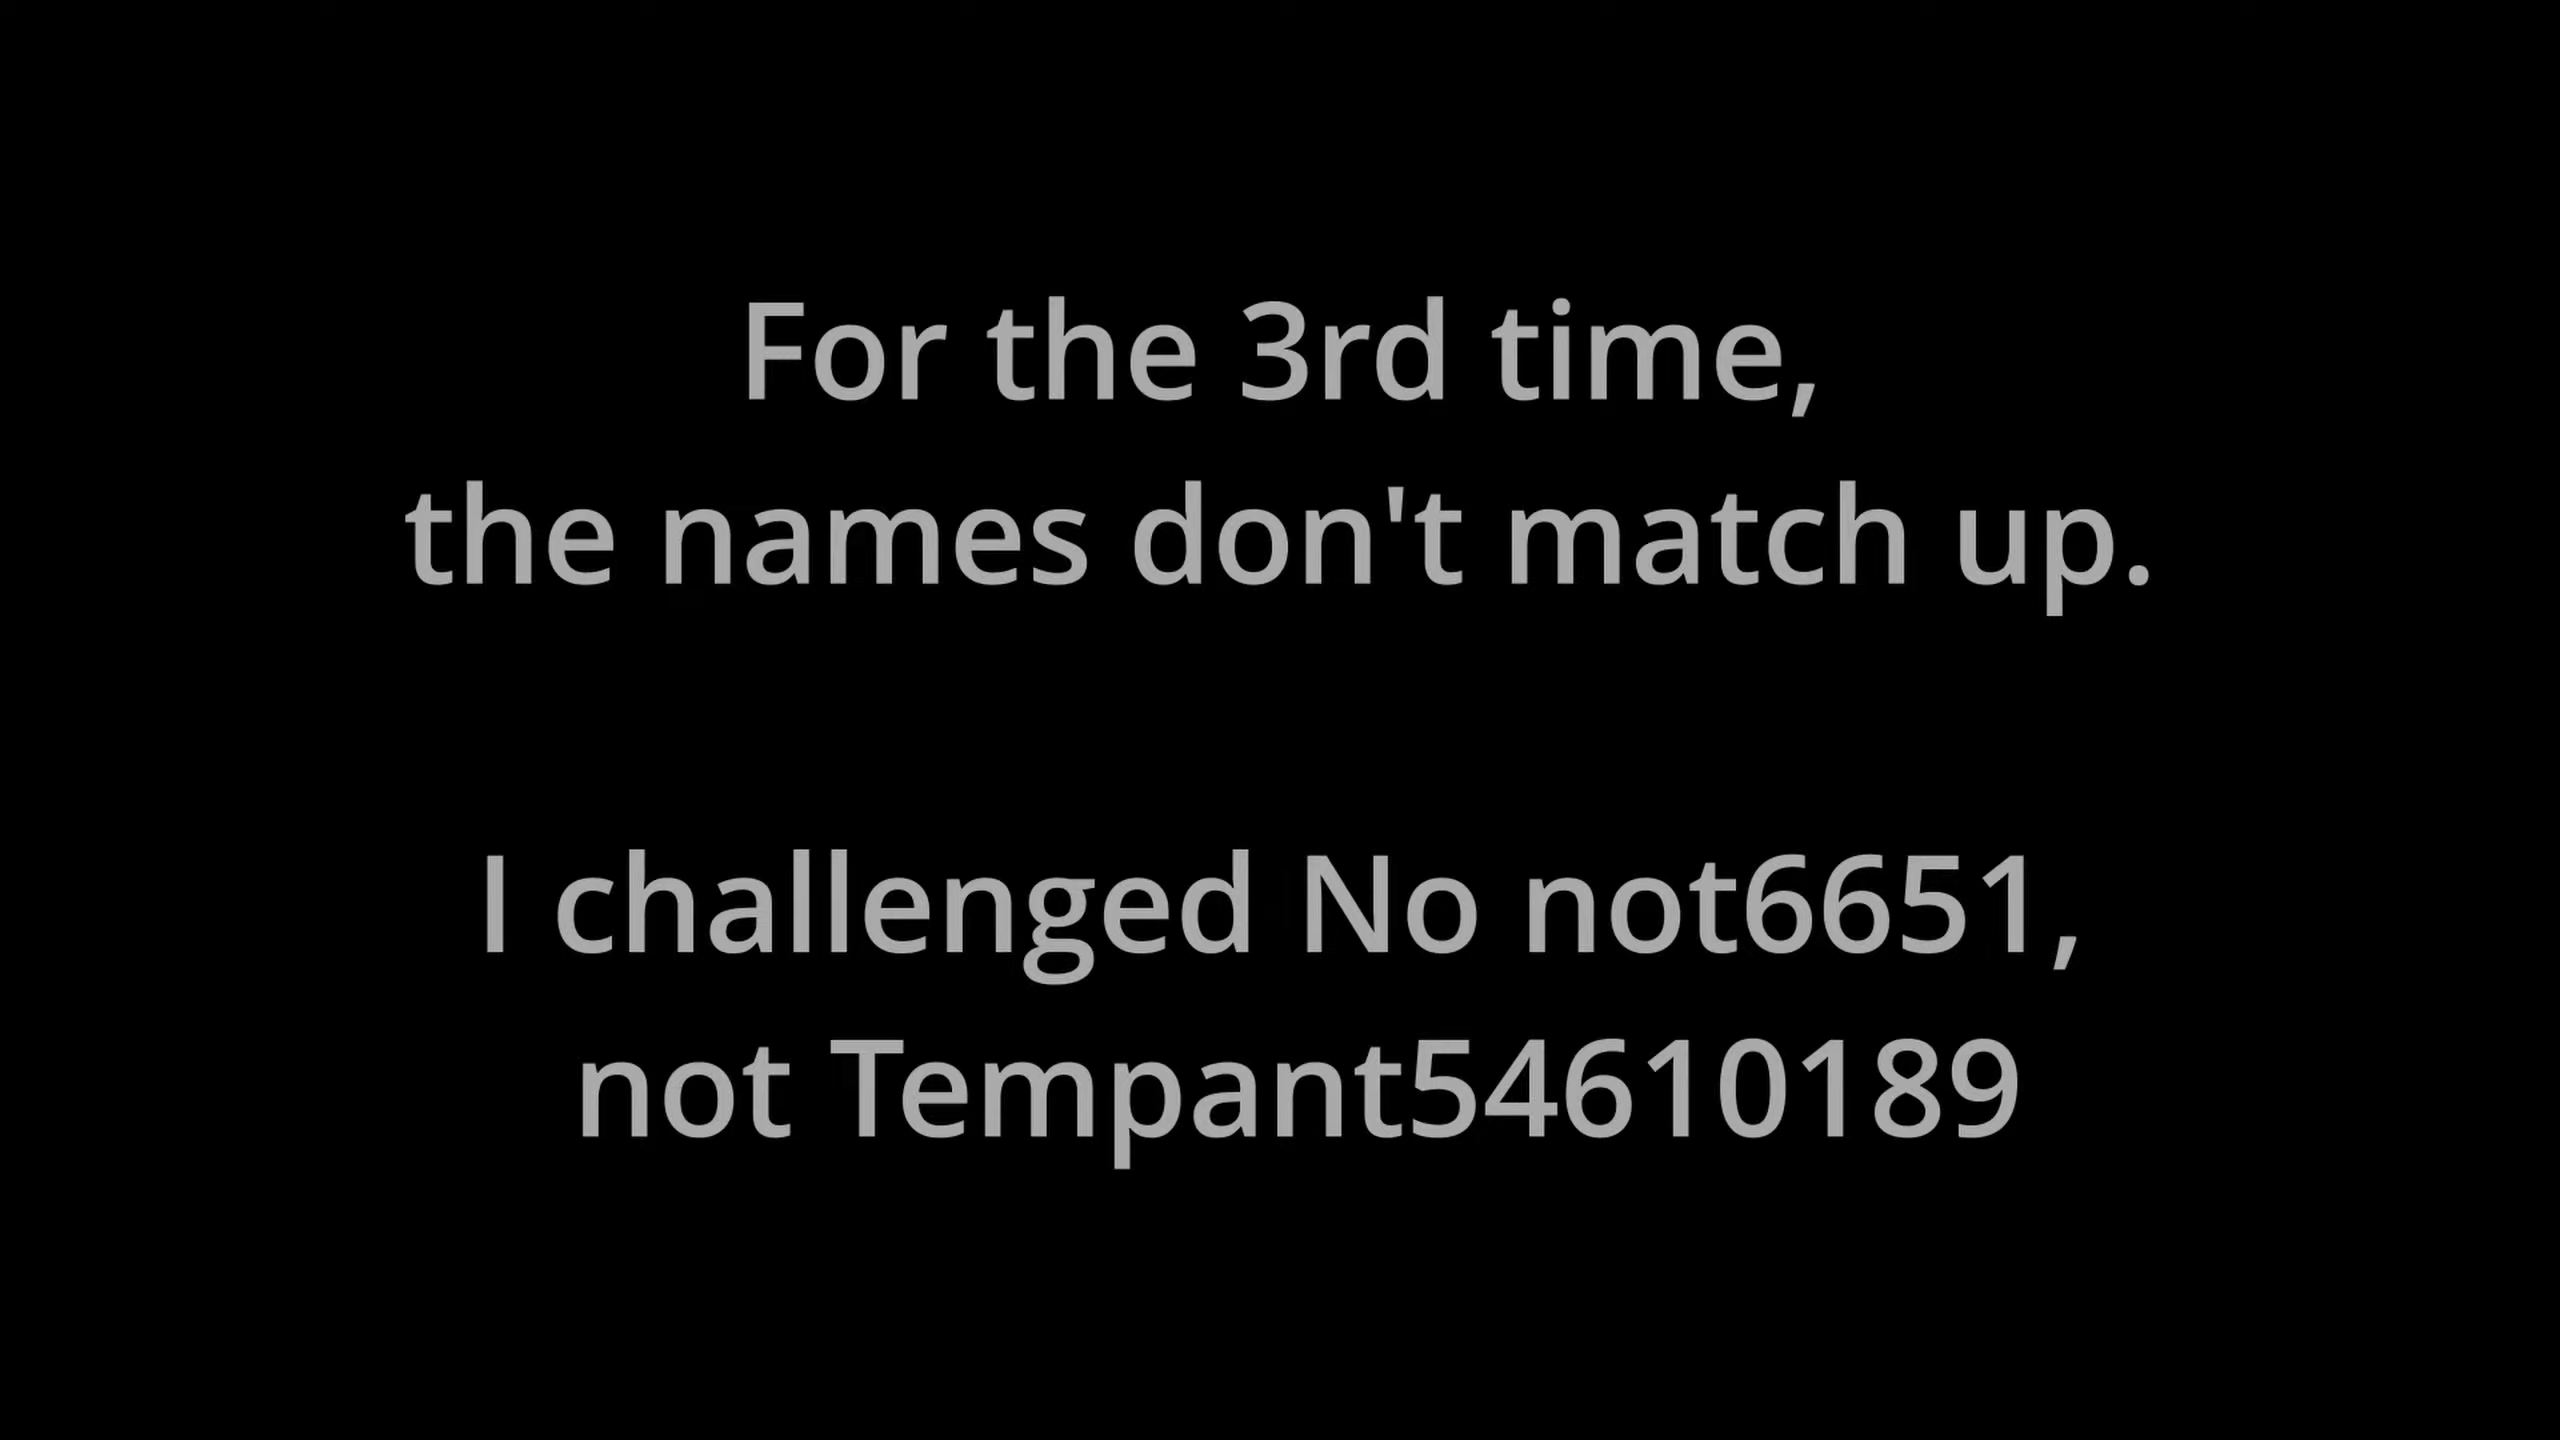 For the 3rd time,
the names don't match up.
I challenged No not6651,
not Tempant54610189